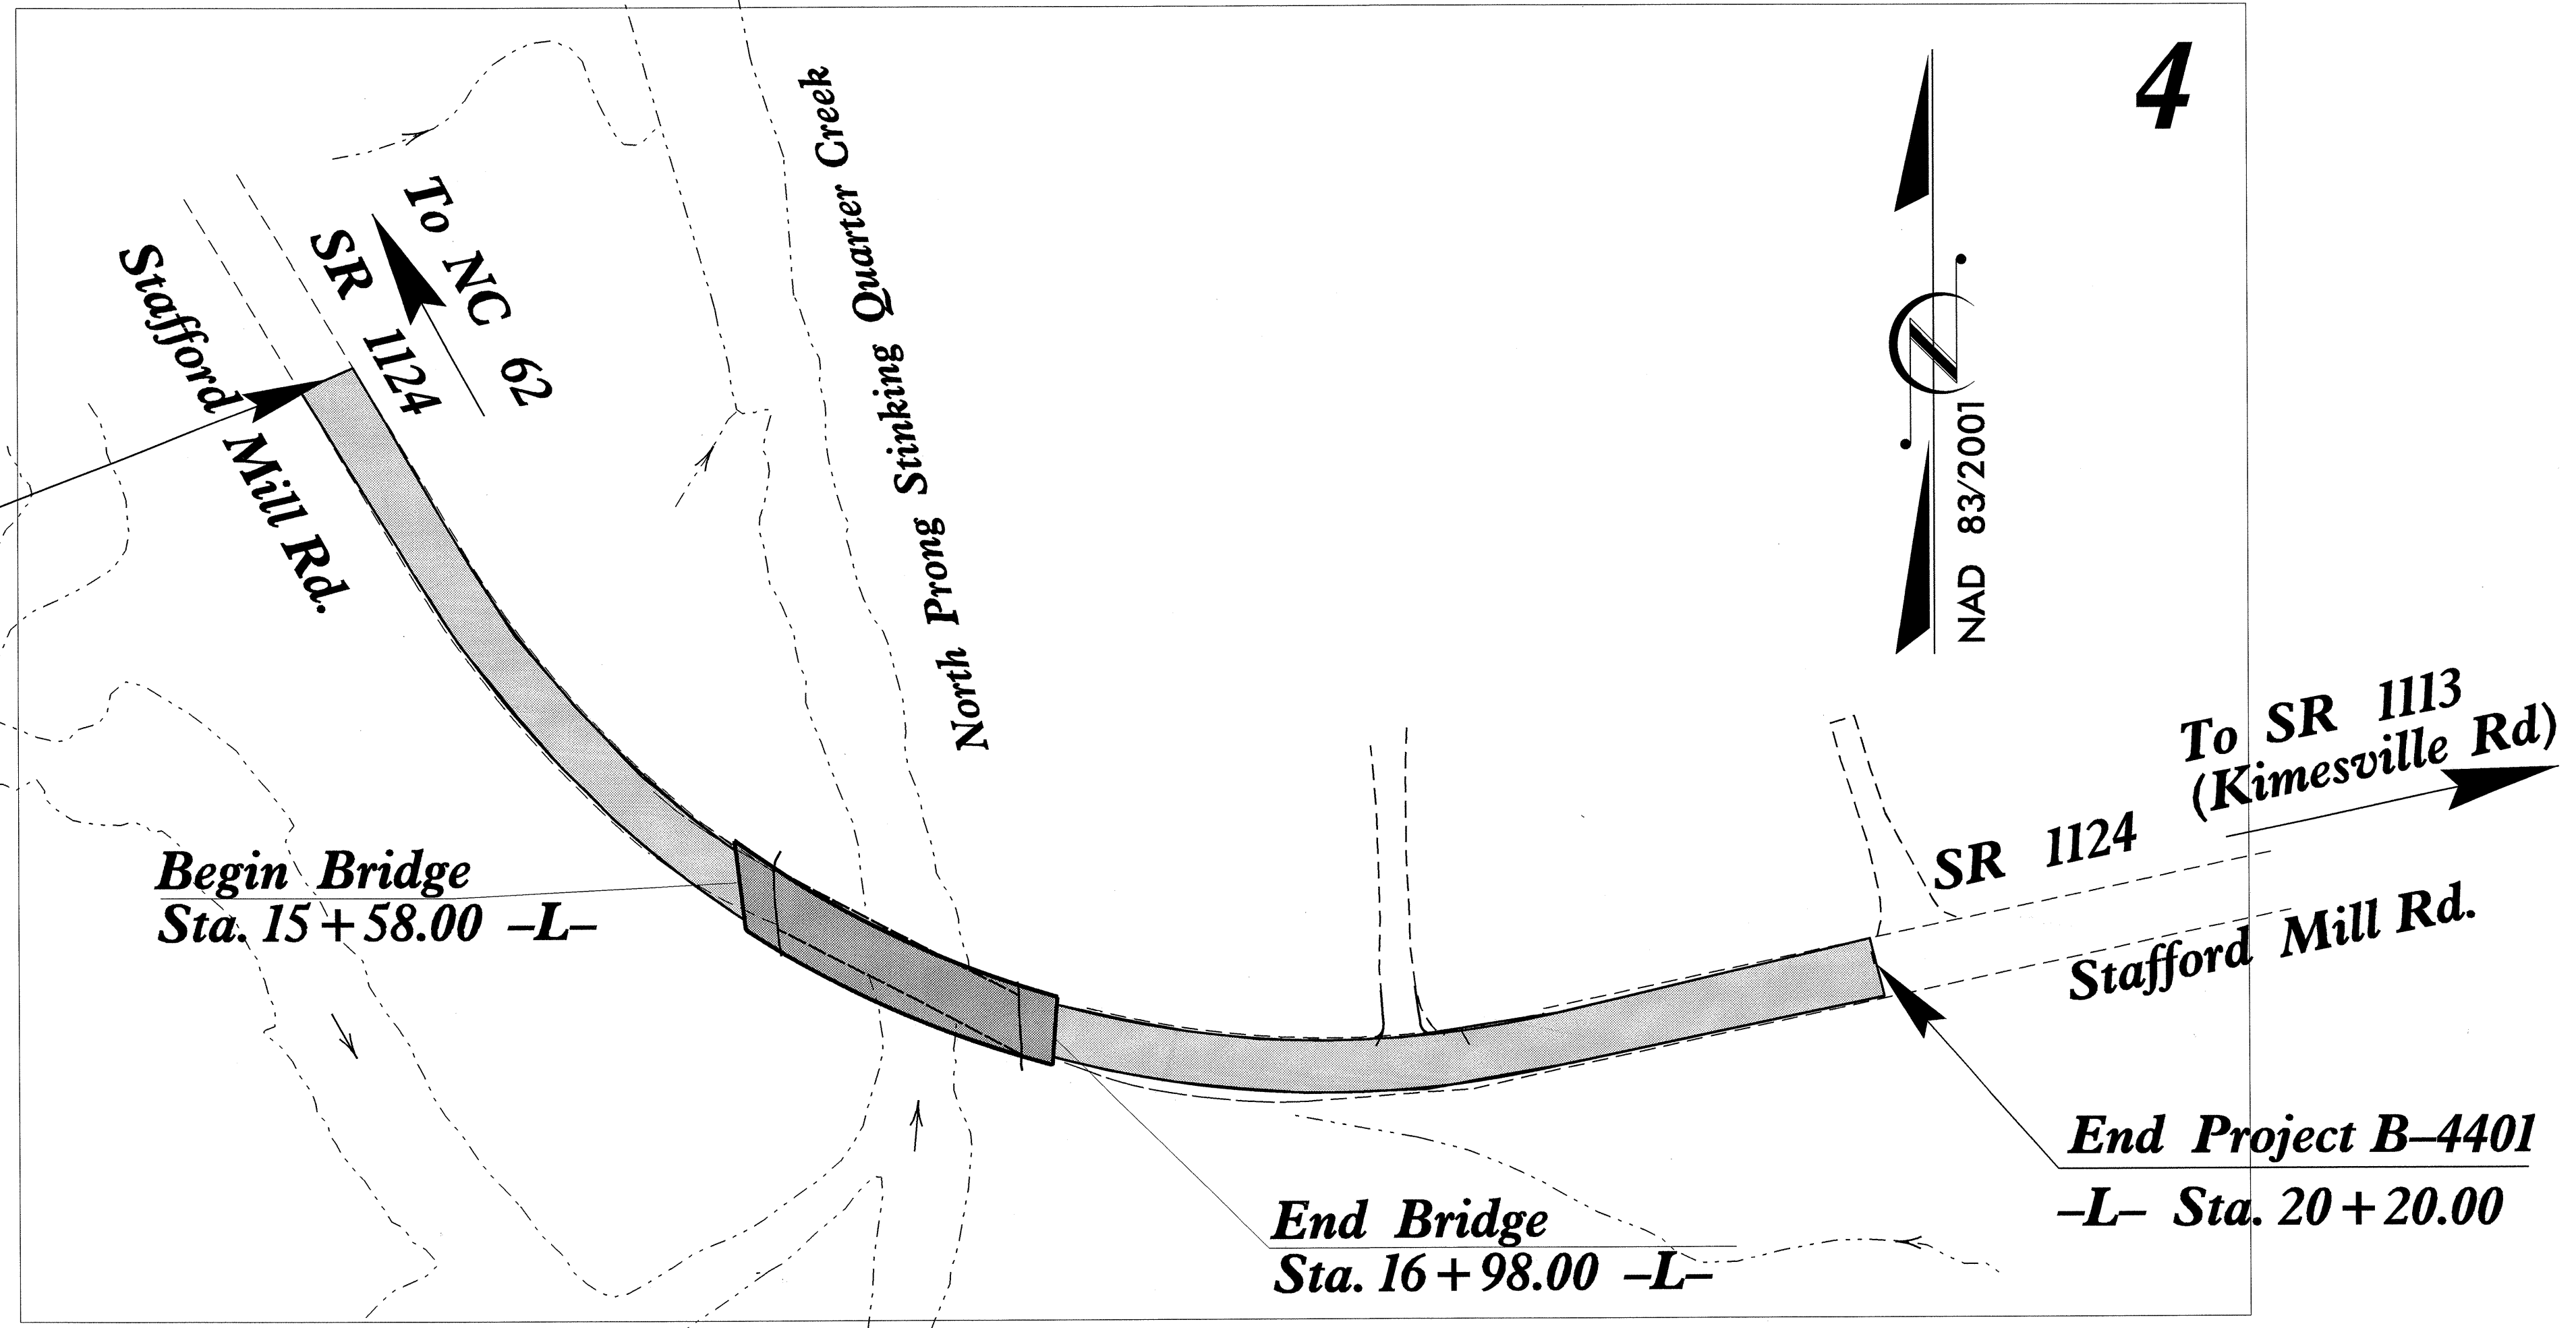 4
North Prong Stinking Quarter Creek
To NC 62
SR 1124
Stafford Mill Rd.
N
NAD 83/2001
To SR 1113
(Kimesville Rd)
SR 1124
Stafford Mill Rd.
Begin Bridge
Sta. 15+58.00 –L–
End Project B–4401
–L– Sta. 20+20.00
End Bridge
Sta. 16+98.00 –L–